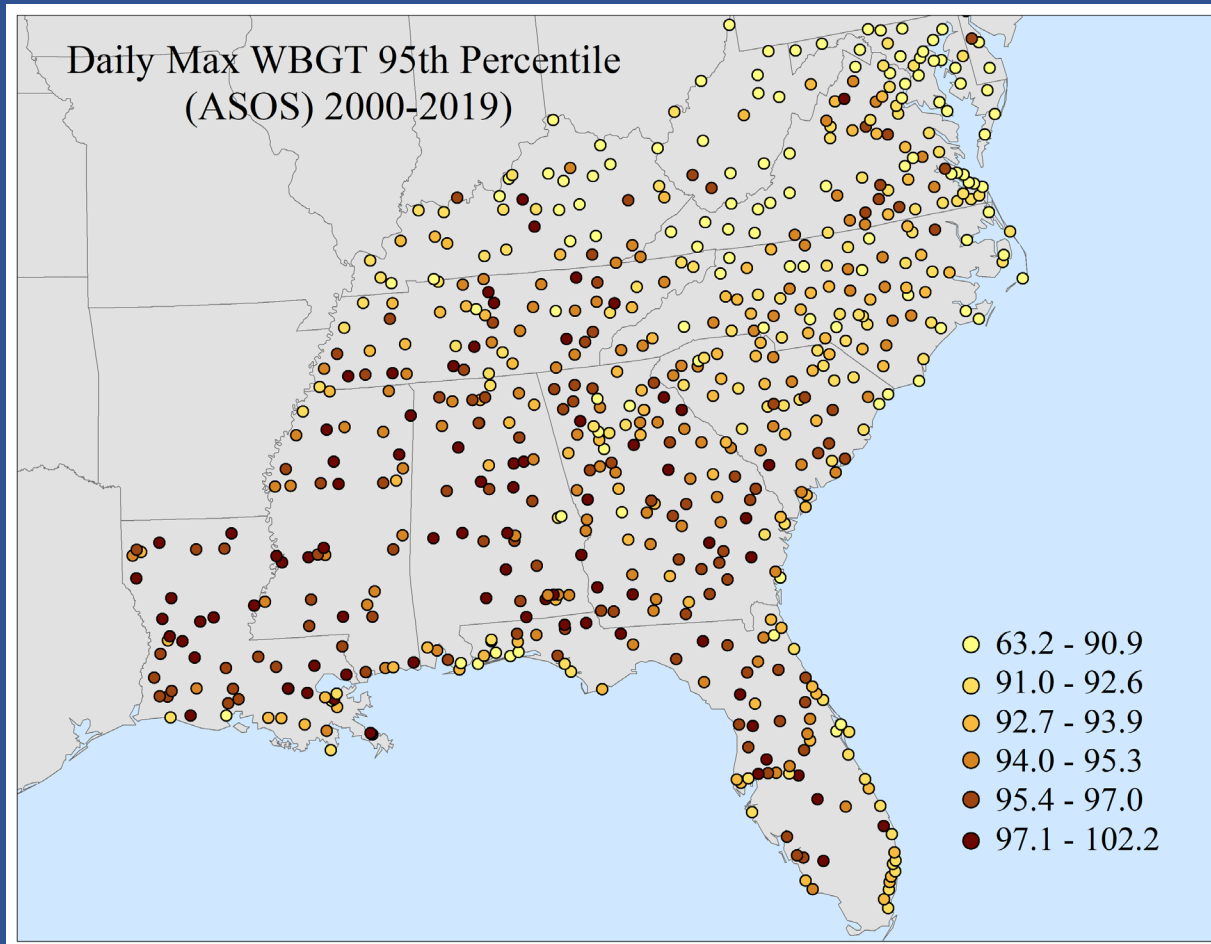 Daily Max WBGT 95th Percentile
(ASOS) 2000-2019)
63.2 - 90.9
91.0 - 92.6
92.7 - 93.9
94.0 - 95.3
95.4 - 97.0
97.1 - 102.2